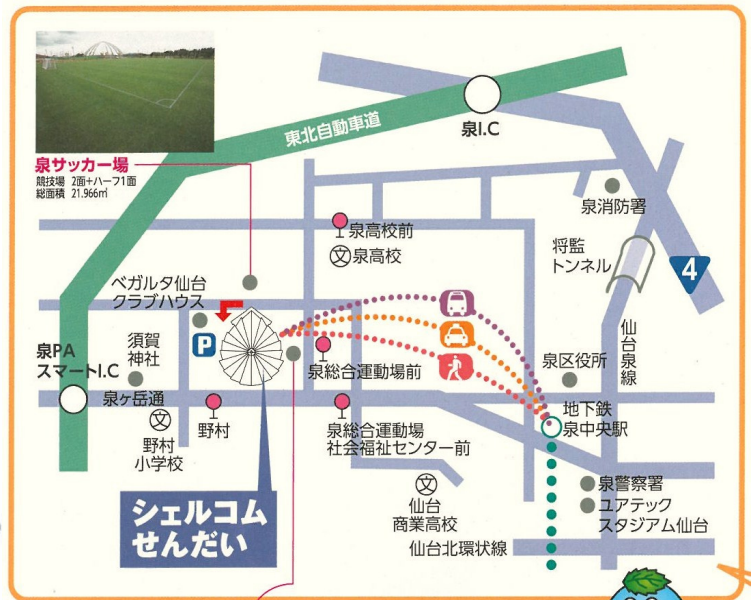 東北自動車道
泉I.C
泉サッカー場
競技場 2面+ハーフ1面
総面積 21.966㎡
泉消防署
泉高校前
文 泉高校
将監
トンネル
4
ベガルタ仙台
クラブハウス
P
仙台泉線
泉PA
スマートI.C
須賀
神社
泉総合運動場前
泉区役所
泉ヶ岳通
地下鉄
泉中央駅
文
野村
小学校
野村
泉総合運動場
社会福祉センター前
シェルコム
せんだい
文
仙台
商業高校
泉警察署
ユアテック
スタジアム仙台
仙台北環状線